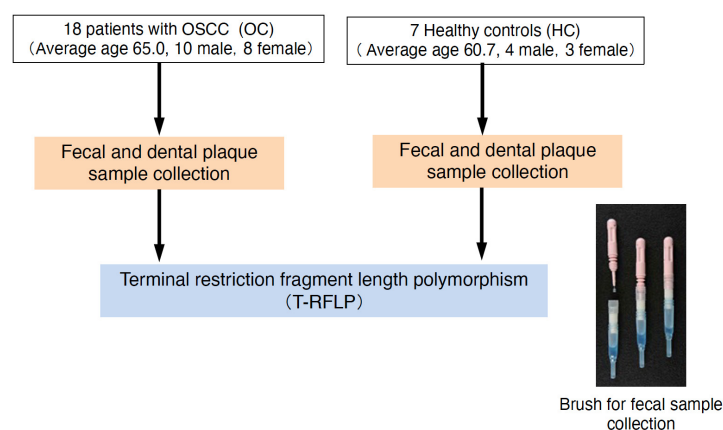 18 patients with OSCC (OC)
(Average age 65.0, 10 male, 8 female)
7 Healthy controls (HC)
( Average age 60.7, 4 male, 3 female)
Fecal and dental plaque
sample collection
Fecal and dental plaque
sample collection
Terminal restriction fragment length polymorphism
(T-RFLP)
Brush for fecal sample
collection